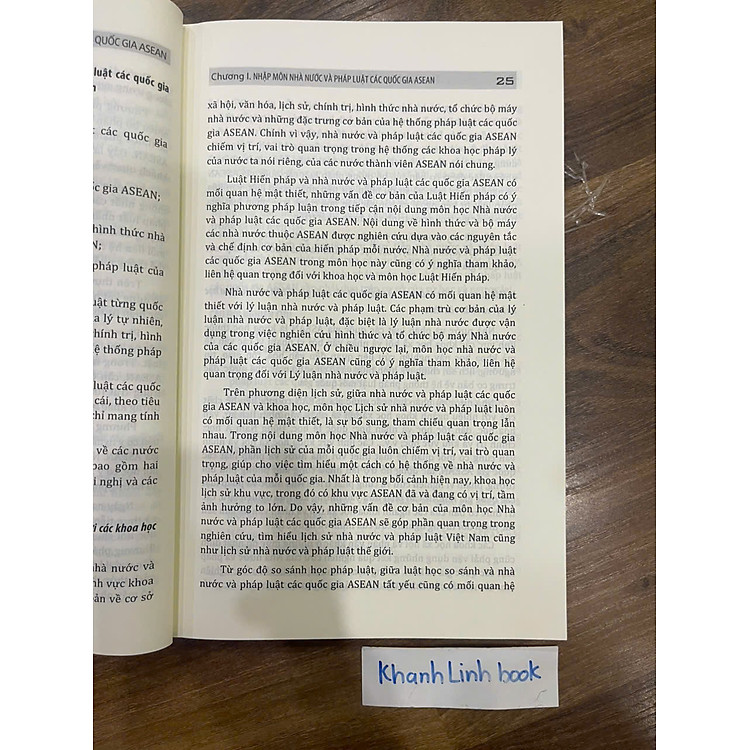 QUỐC GIA ASEAN
luật các quốc gia
t các quốc gia
c gia ASEAN;
hình thức nhà
N;
pháp luật của
uật từng quốc
a lý tự nhiên,
chính trị, hình
ệ thống pháp
luật các quốc
cái, theo tiêu
chỉ mang tính
về các nước
bao gồm hai
i nghị và các
i các khoa học
nhà nước và
nh vực khoa
ản về cơ sở
Chương I. NHẬP MÔN NHÀ NƯỚC VÀ PHÁP LUẬT CÁC QUỐC GIA ASEAN 25
xã hội, văn hóa, lịch sử, chính trị, hình thức nhà nước, tổ chức bộ máy
nhà nước và những đặc trưng cơ bản của hệ thống pháp luật các quốc
gia ASEAN. Chính vì vậy, nhà nước và pháp luật các quốc gia ASEAN
chiếm vị trí, vai trò quan trọng trong hệ thống các khoa học pháp lý
của nước ta nói riêng, của các nước thành viên ASEAN nói chung.
Luật Hiến pháp và nhà nước và pháp luật các quốc gia ASEAN có
mối quan hệ mật thiết, những vấn đề cơ bản của Luật Hiến pháp có ý
nghĩa phương pháp luận trong tiếp cận nội dung môn học Nhà nước
và pháp luật các quốc gia ASEAN. Nội dung về hình thức và bộ máy
các nhà nước thuộc ASEAN được nghiên cứu dựa vào các nguyên tắc
và chế định cơ bản của hiến pháp mỗi nước. Nhà nước và pháp luật
các quốc gia ASEAN trong môn học này cũng có ý nghĩa tham khảo,
liên hệ quan trọng đối với khoa học và môn học Luật Hiến pháp.
Nhà nước và pháp luật các quốc gia ASEAN có mối quan hệ mật
thiết với lý luận nhà nước và pháp luật. Các phạm trù cơ bản của lý
luận nhà nước và pháp luật, đặc biệt là lý luận nhà nước được vận
dụng trong việc nghiên cứu hình thức và tổ chức bộ máy Nhà nước
của các quốc gia ASEAN. Ở chiều ngược lại, môn học nhà nước và
pháp luật các quốc gia ASEAN cũng có ý nghĩa tham khảo, liên hệ
quan trọng đối với Lý luận nhà nước và pháp luật.
Trên phương diện lịch sử, giữa nhà nước và pháp luật các quốc
gia ASEAN và khoa học, môn học Lịch sử nhà nước và pháp luật luôn
có mối quan hệ mật thiết, là sự bổ sung, tham chiếu quan trọng lẫn
nhau. Trong nội dung môn học Nhà nước và pháp luật các quốc gia
ASEAN, phần lịch sử của mỗi quốc gia luôn chiếm vị trí, vai trò quan
trọng, giúp cho việc tìm hiểu một cách có hệ thống về nhà nước và
pháp luật của mỗi quốc gia. Nhất là trong bối cảnh hiện nay, khoa học
lịch sử khu vực, trong đó có khu vực ASEAN đã và đang có vị trí, tầm
ảnh hưởng to lớn. Do vậy, những vấn đề cơ bản của môn học Nhà
nước và pháp luật các quốc gia ASEAN sẽ góp phần quan trọng trong
nghiên cứu, tìm hiểu lịch sử nhà nước và pháp luật Việt Nam cũng
như lịch sử nhà nước và pháp luật thế giới.
Từ góc độ so sánh học pháp luật, giữa luật học so sánh và nhà
nước và pháp luật các quốc gia ASEAN tất yếu cũng có mối quan hệ
Khanh Linh book